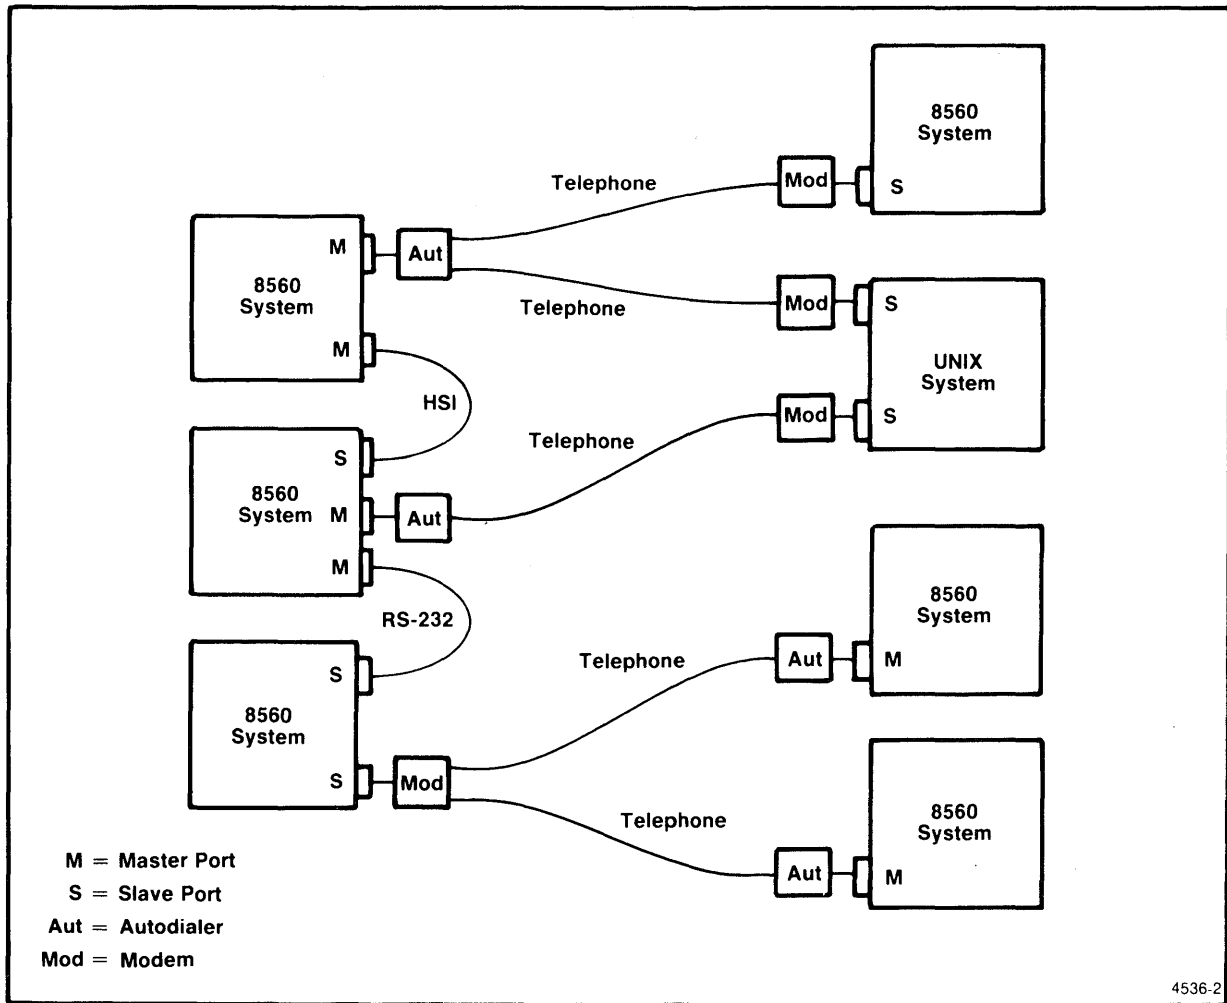 8560
System
S
Mod
Telephone
M
Aut
8560
System
M
Telephone
Mod
S
UNIX
System
S
Mod
HSI
Telephone
S
8560
System
M
Aut
M
RS-232
8560
System
M
Aut
Telephone
S
8560
System
S
Mod
Telephone
8560
System
M
Aut
M = Master Port
S = Slave Port
Aut = Autodialer
Mod = Modem
4536-2